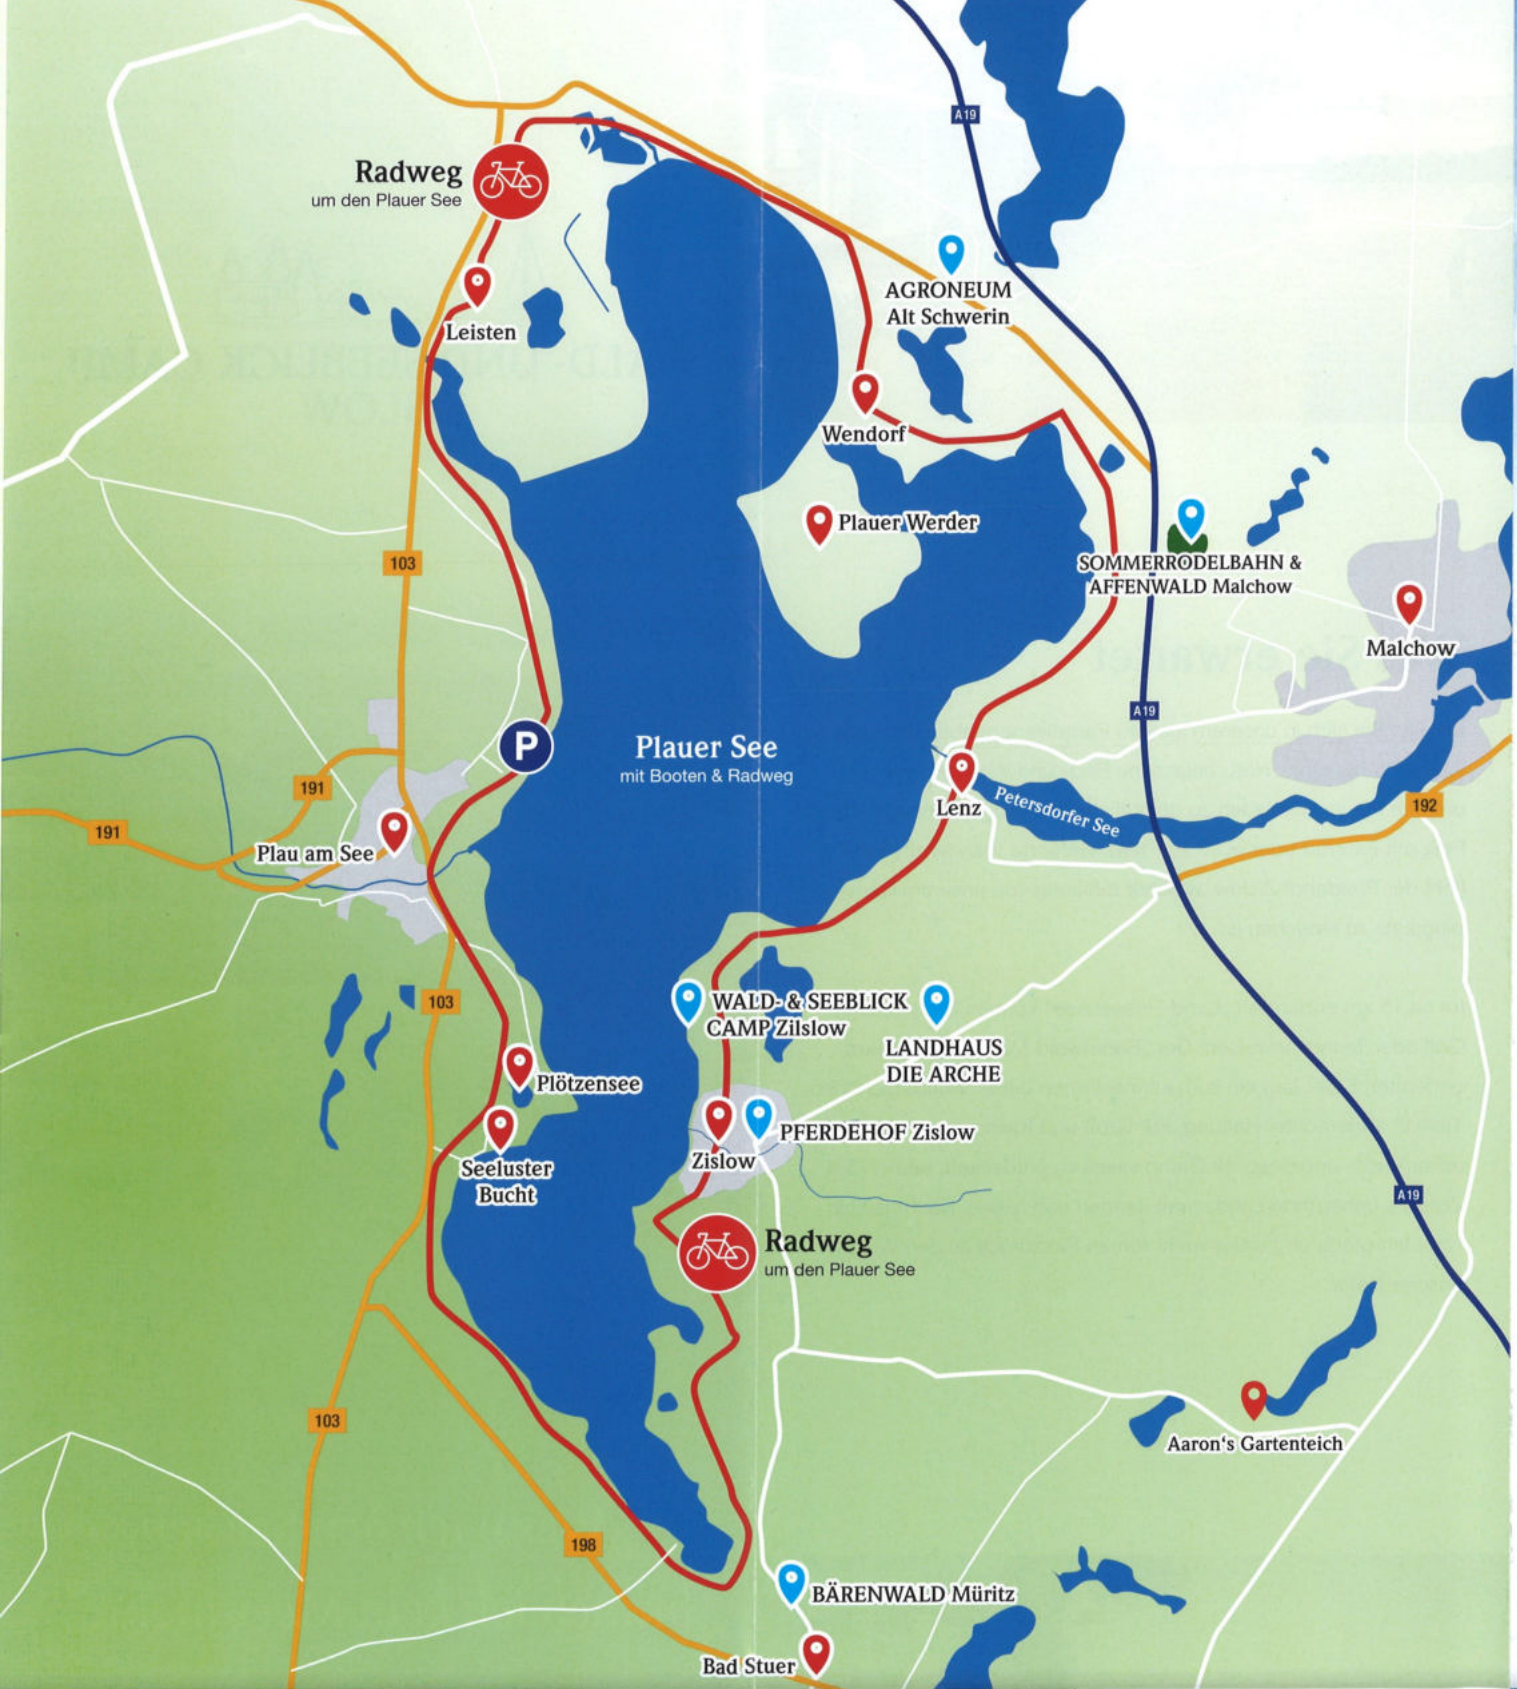 A19
Radweg
um den Plauer See
AGRONEUM
Alt Schwerin
Leisten
Wendorf
Plauer Werder
103
SOMMERRODELBAHN &
AFFENWALD Malchow
Malchow
A19
P
Plauer See
mit Booten & Radweg
191
191
Plau am See
Lenz
Petersdorfer See
192
103
WALD- & SEEBLICK
CAMP Zilslow
LANDHAUS
DIE ARCHE
Plötzensee
PFERDEHOF Zislow
Zislow
Seeluster
Bucht
A19
Radweg
um den Plauer See
103
Aaron's Gartenteich
198
BÄRENWALD Müritz
Bad Stuer